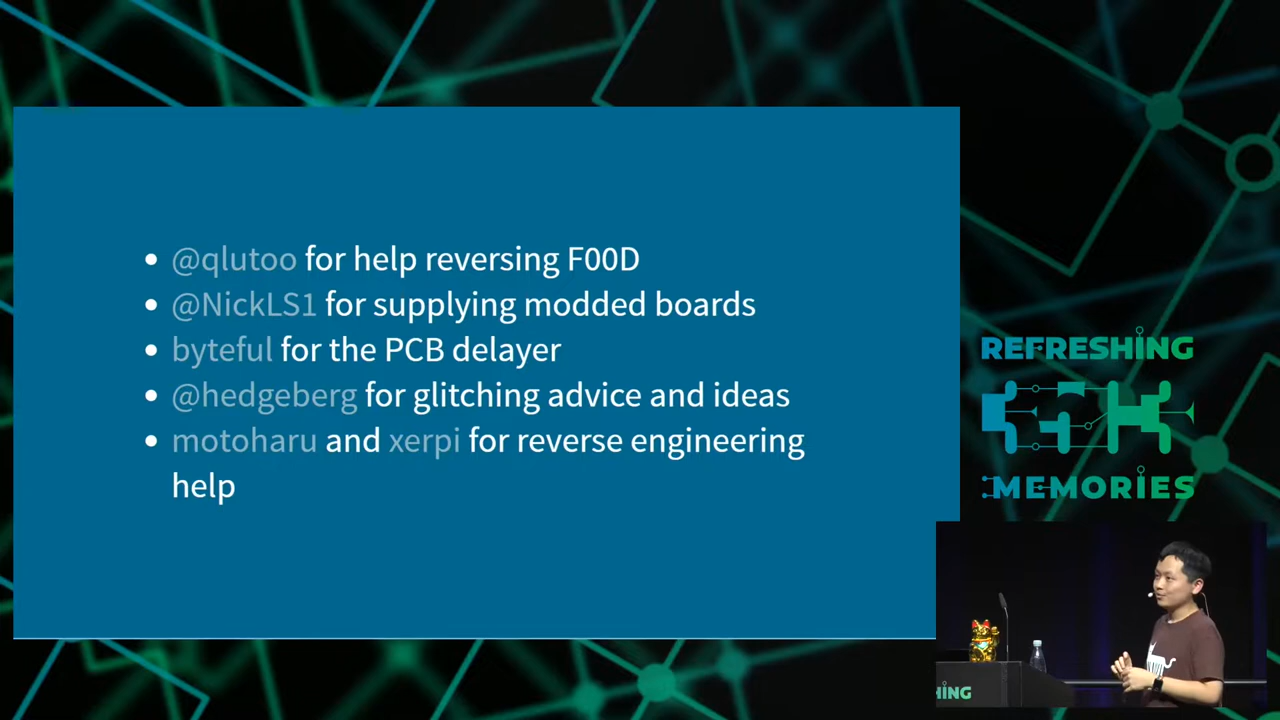 @qlutoo for help reversing F00D
@NickLS1 for supplying modded boards
byteful for the PCB delayer
@hedgeberg for glitching advice and ideas
motoharu and xerpi for reverse engineering
help
REFRESHING
MEMORIES
HING